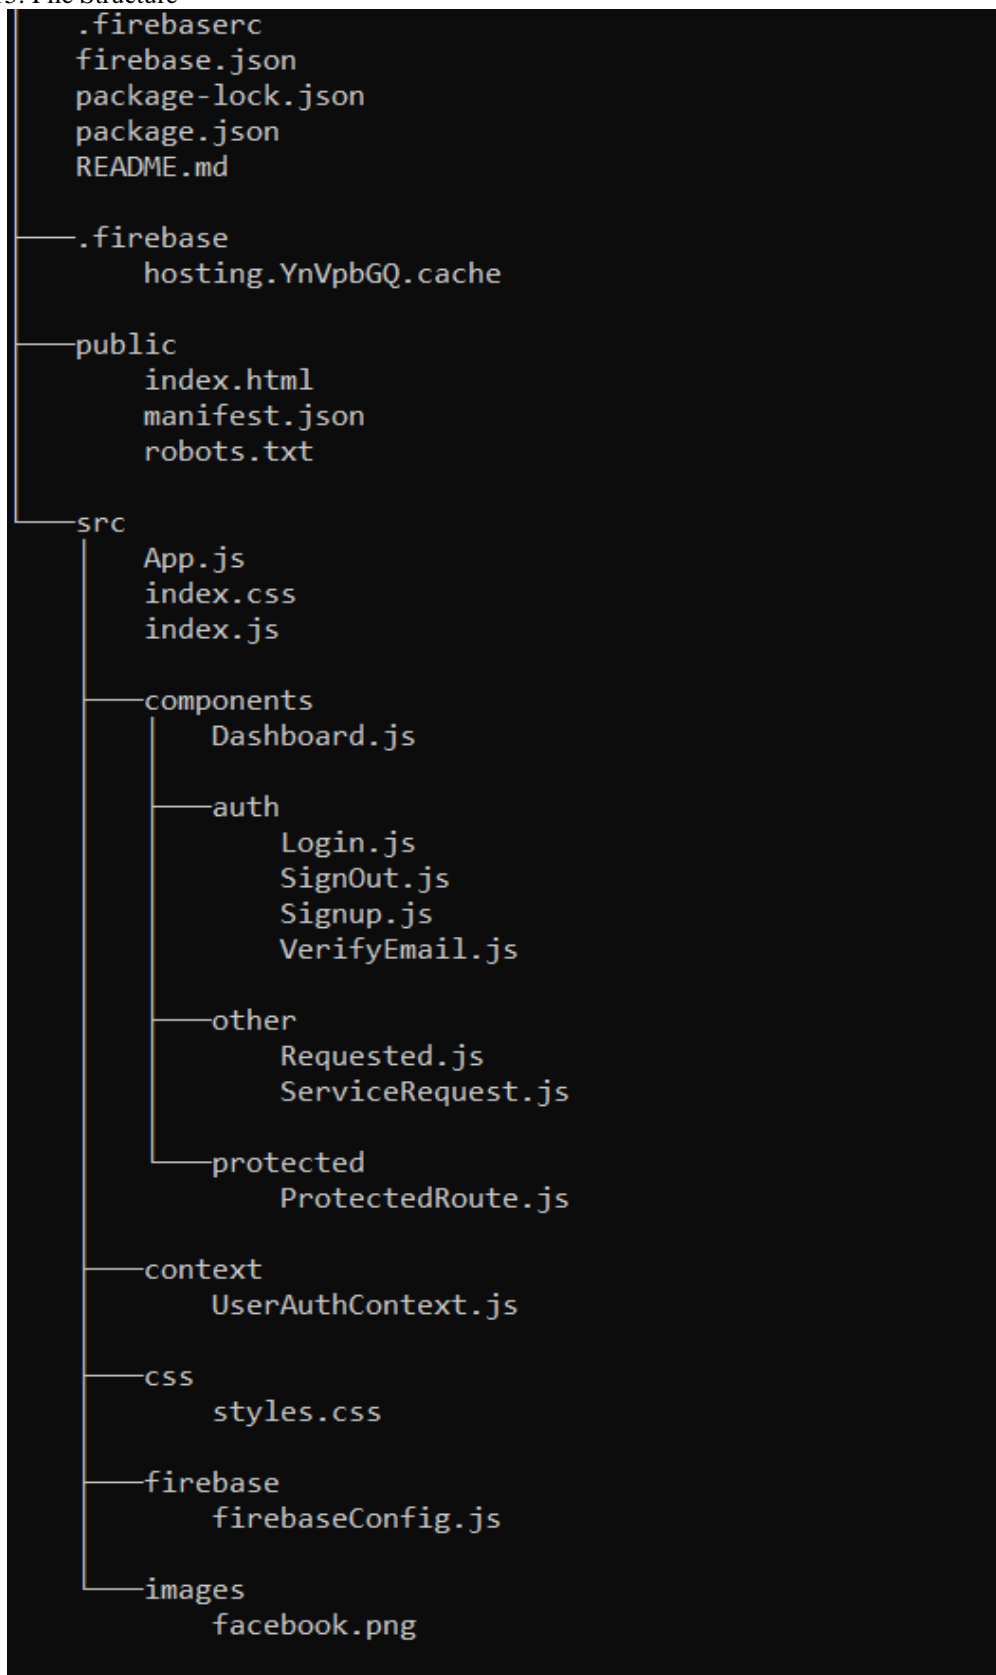 File Structure
.firebaserc
firebase.json
package-lock.json
package.json
README.md
.firebase
hosting.YnVpbGQ.cache
public
index.html
manifest.json
robots.txt
src
App.js
index.css
index.js
components
Dashboard.js
auth
Login.js
SignOut.js
Signup.js
VerifyEmail.js
other
Requested.js
ServiceRequest.js
protected
ProtectedRoute.js
context
UserAuthContext.js
css
styles.css
firebase
firebaseConfig.js
images
facebook.png